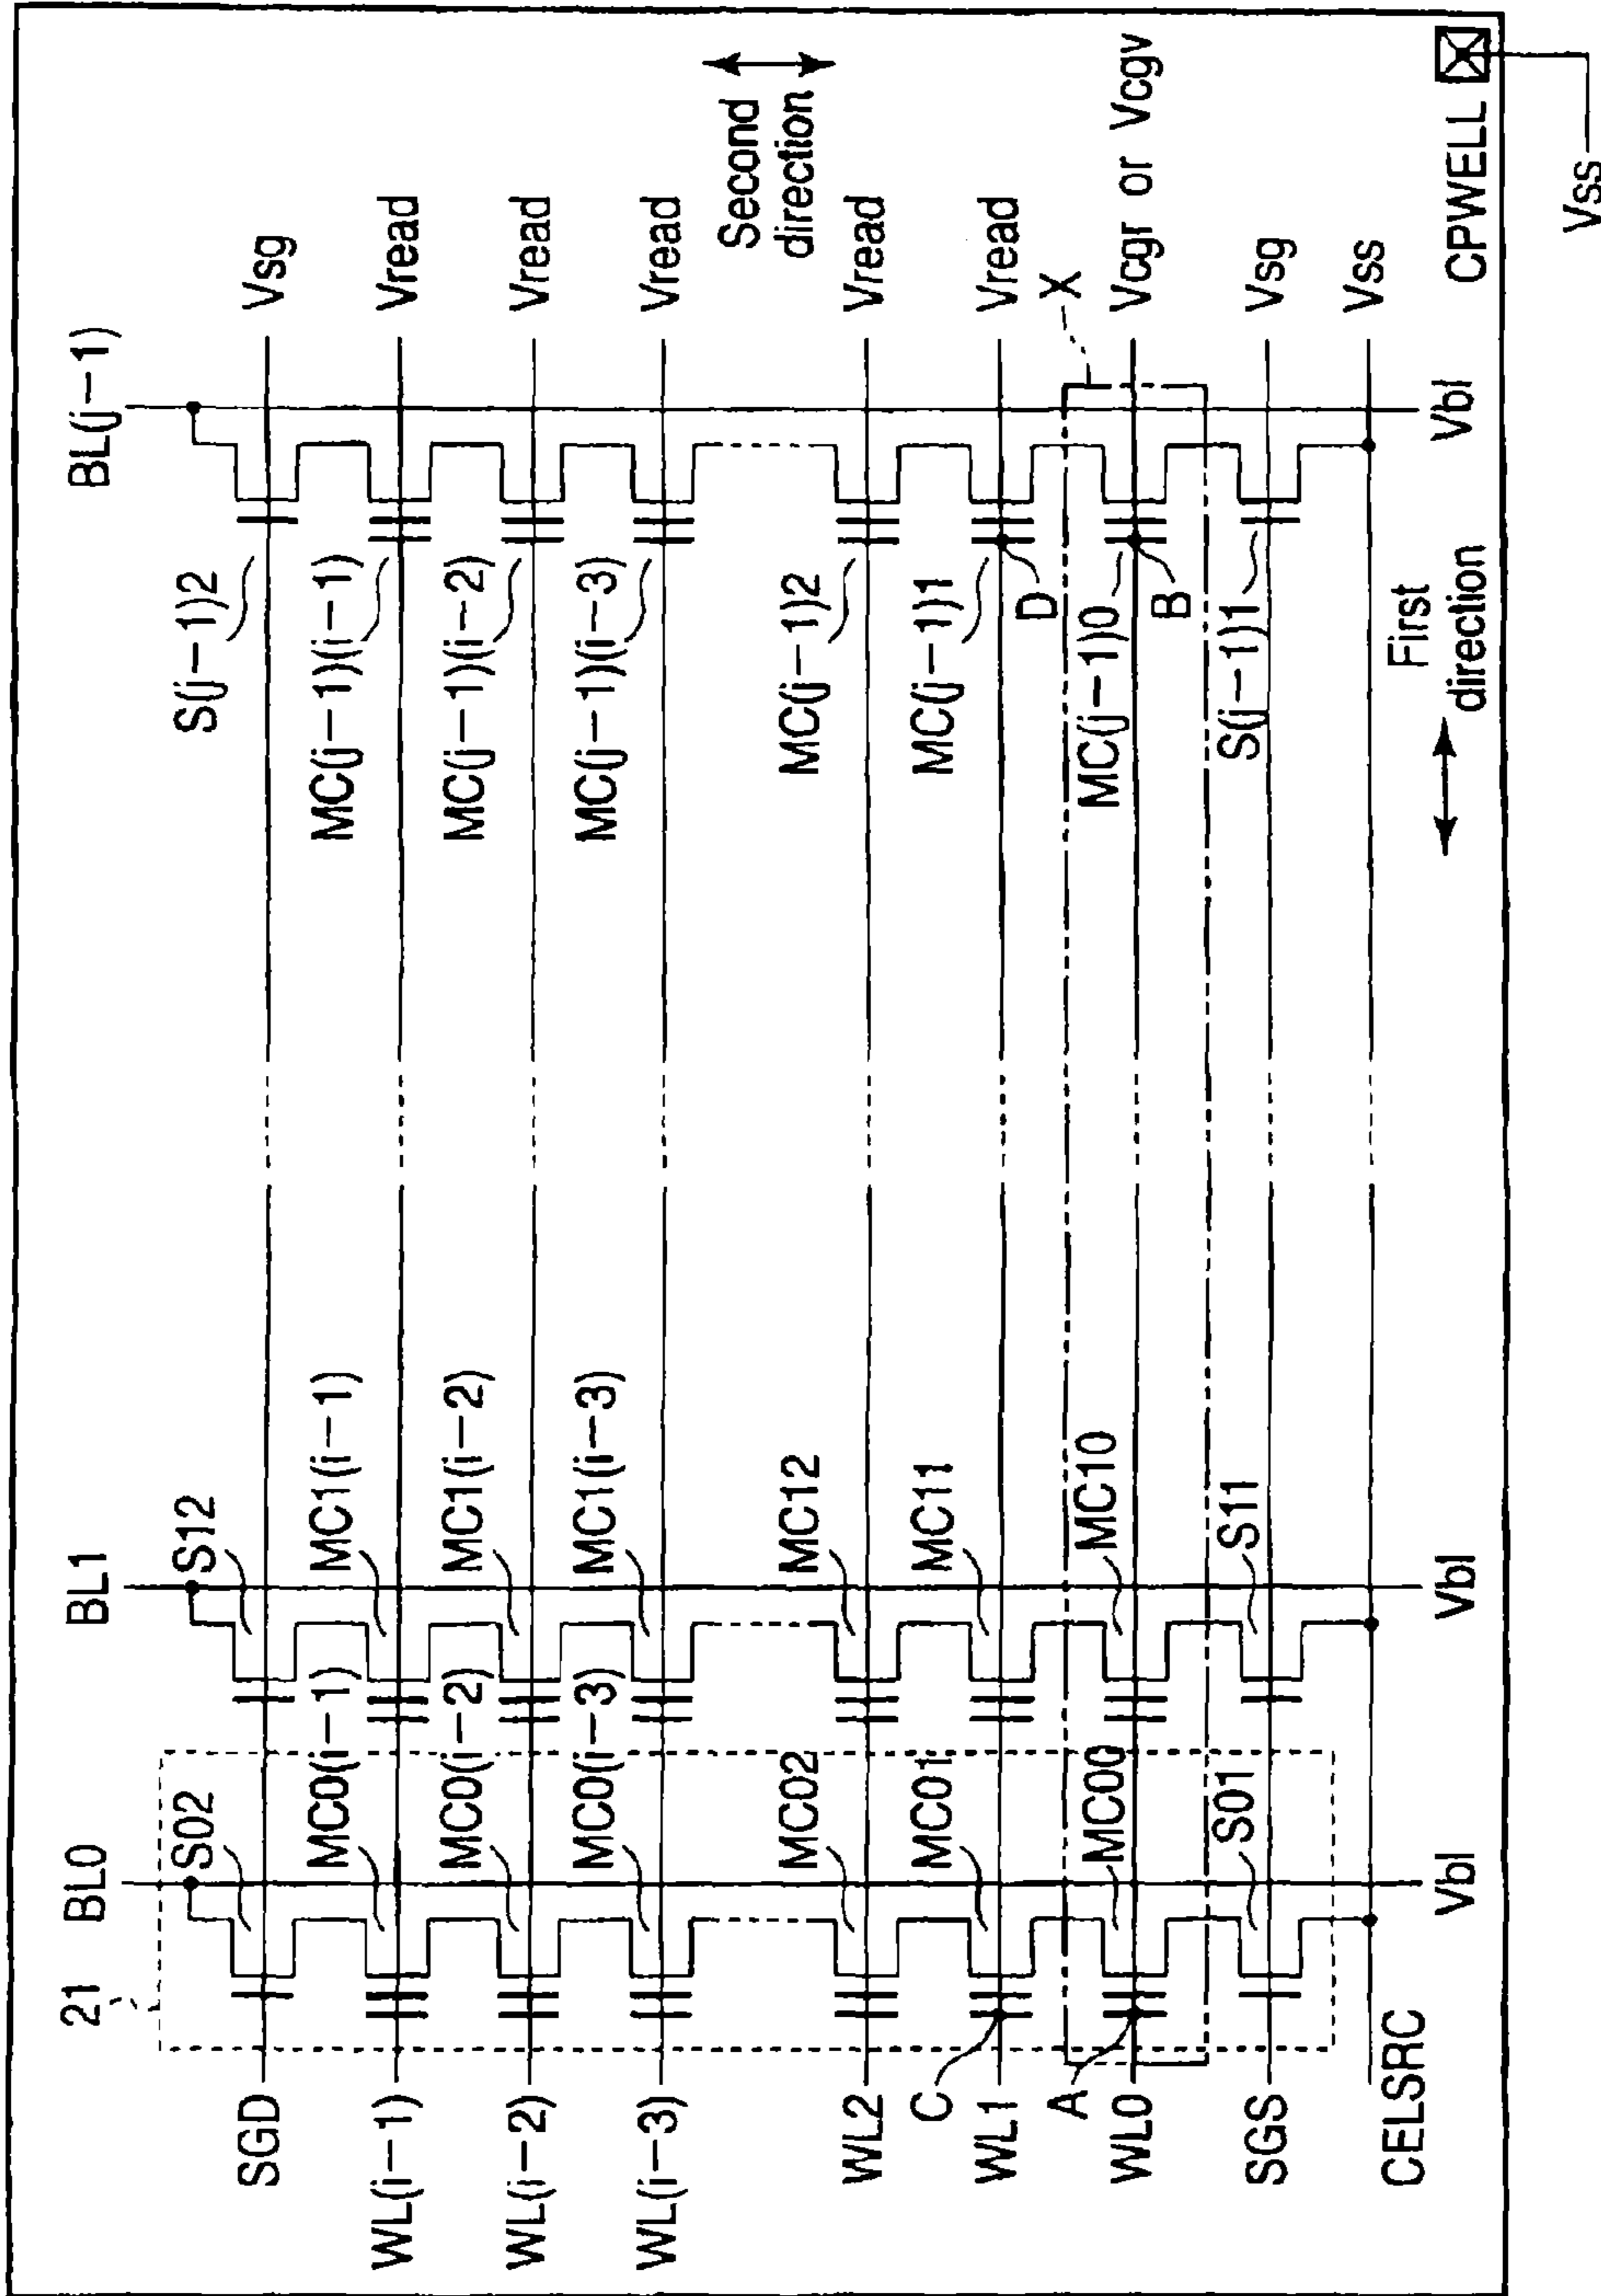 21
BL0
BL1
BL(j−1)
S02
S12
S(j−1)2
SGD
Vsg
MC0(i−1)
MC1(i−1)
MC(j−1)(i−1)
WL(i−1)
Vread
MC0(i−2)
MC1(i−2)
MC(j−1)(i−2)
WL(i−2)
Vread
MC0(i−3)
MC1(i−3)
MC(j−1)(i−3)
WL(i−3)
Vread
Second
direction
MC02
MC12
MC(j−1)2
WL2
Vread
MC01
MC11
MC(j−1)1
C
WL1
Vread
D
X
A
MC00
MC10
MC(j−1)0
WL0
Vcgr or Vcgv
B
S01
S11
S(j−1)1
SGS
Vsg
CELSRC
Vss
First
direction
Vbl
Vbl
Vbl
CPWELL
Vss